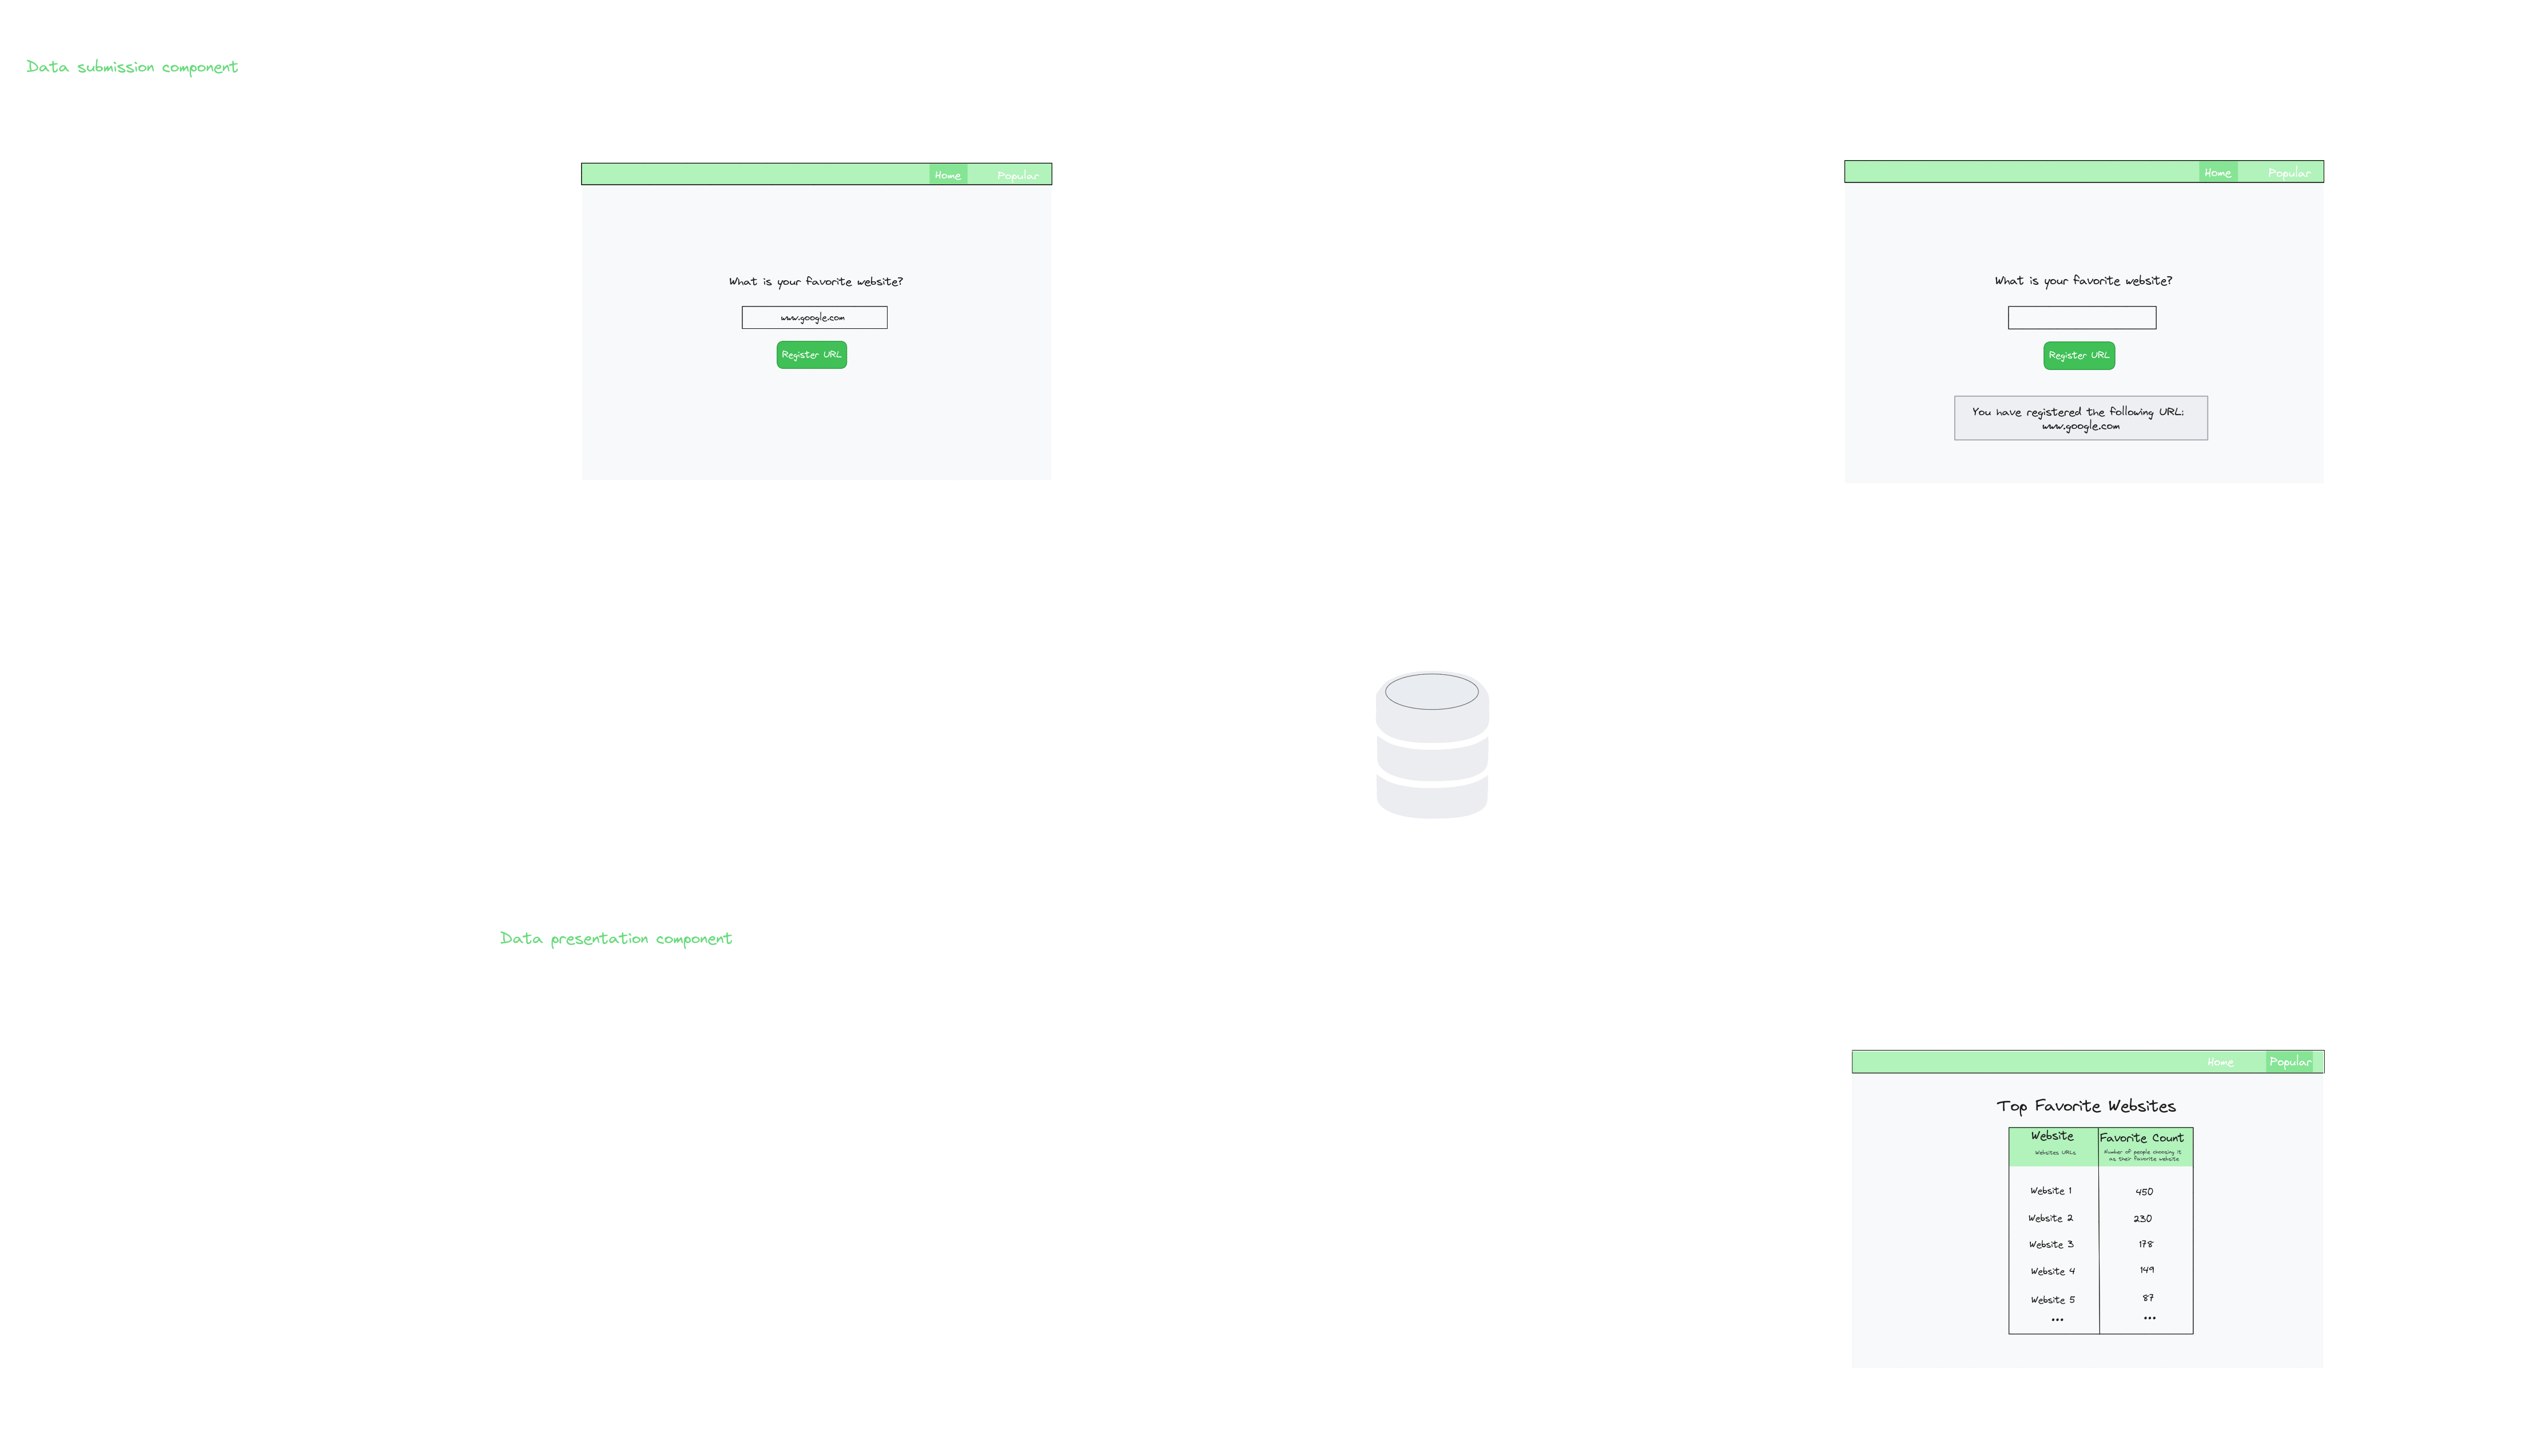 Data submission component
Home Popular
What is your favorite website?
www.google.com
Register URL
Home Popular
What is your favorite website?
Register URL
You have registered the following URL:
www.google.com
Data presentation component
Home Popular
Top Favorite Websites
Website Favorite Count
Websites URLs Number of people choosing it
as their favorite website
Website 1 450
Website 2 230
Website 3 178
Website 4 149
Website 5 87
... ...